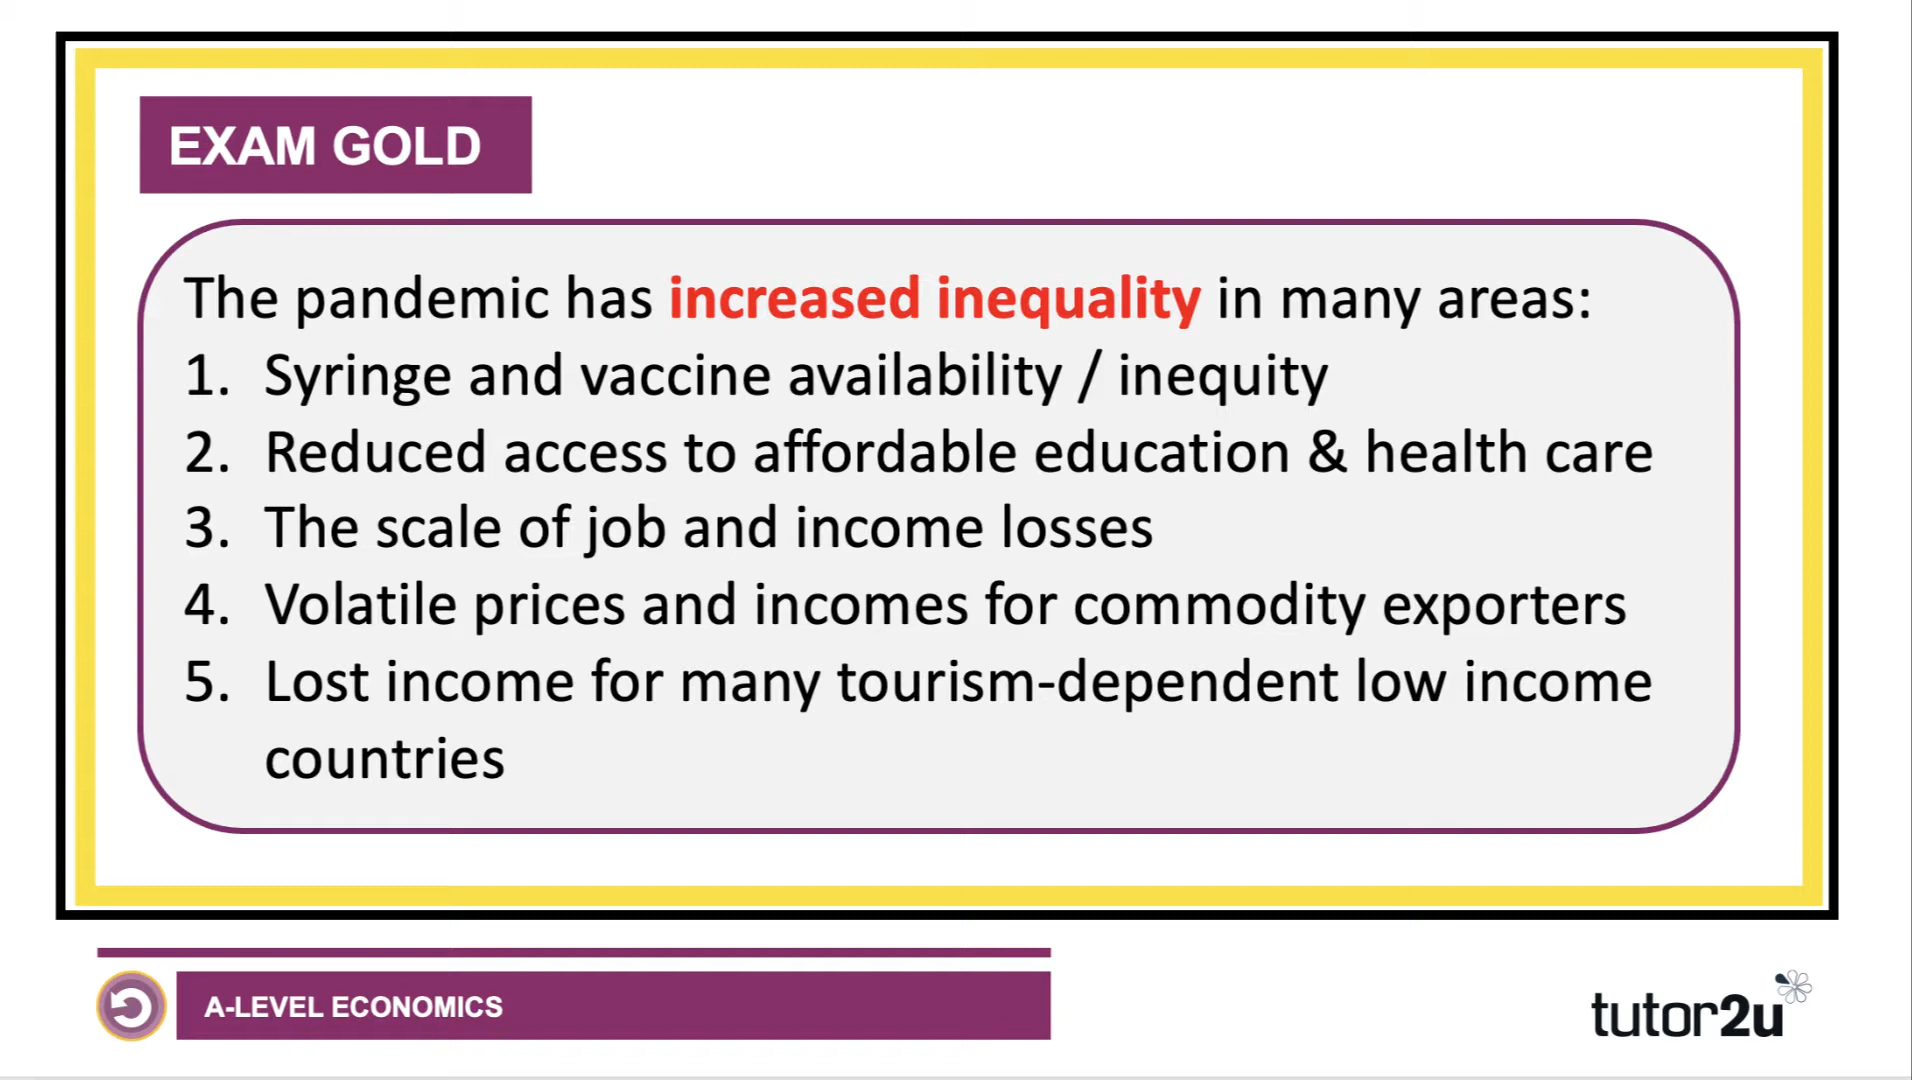 EXAM GOLD
The pandemic has increased inequality in many areas:
1. Syringe and vaccine availability / inequity
2. Reduced access to affordable education & health care
3. The scale of job and income losses
4. Volatile prices and incomes for commodity exporters
5. Lost income for many tourism-dependent low income
countries
A-LEVEL ECONOMICS
tutor2u